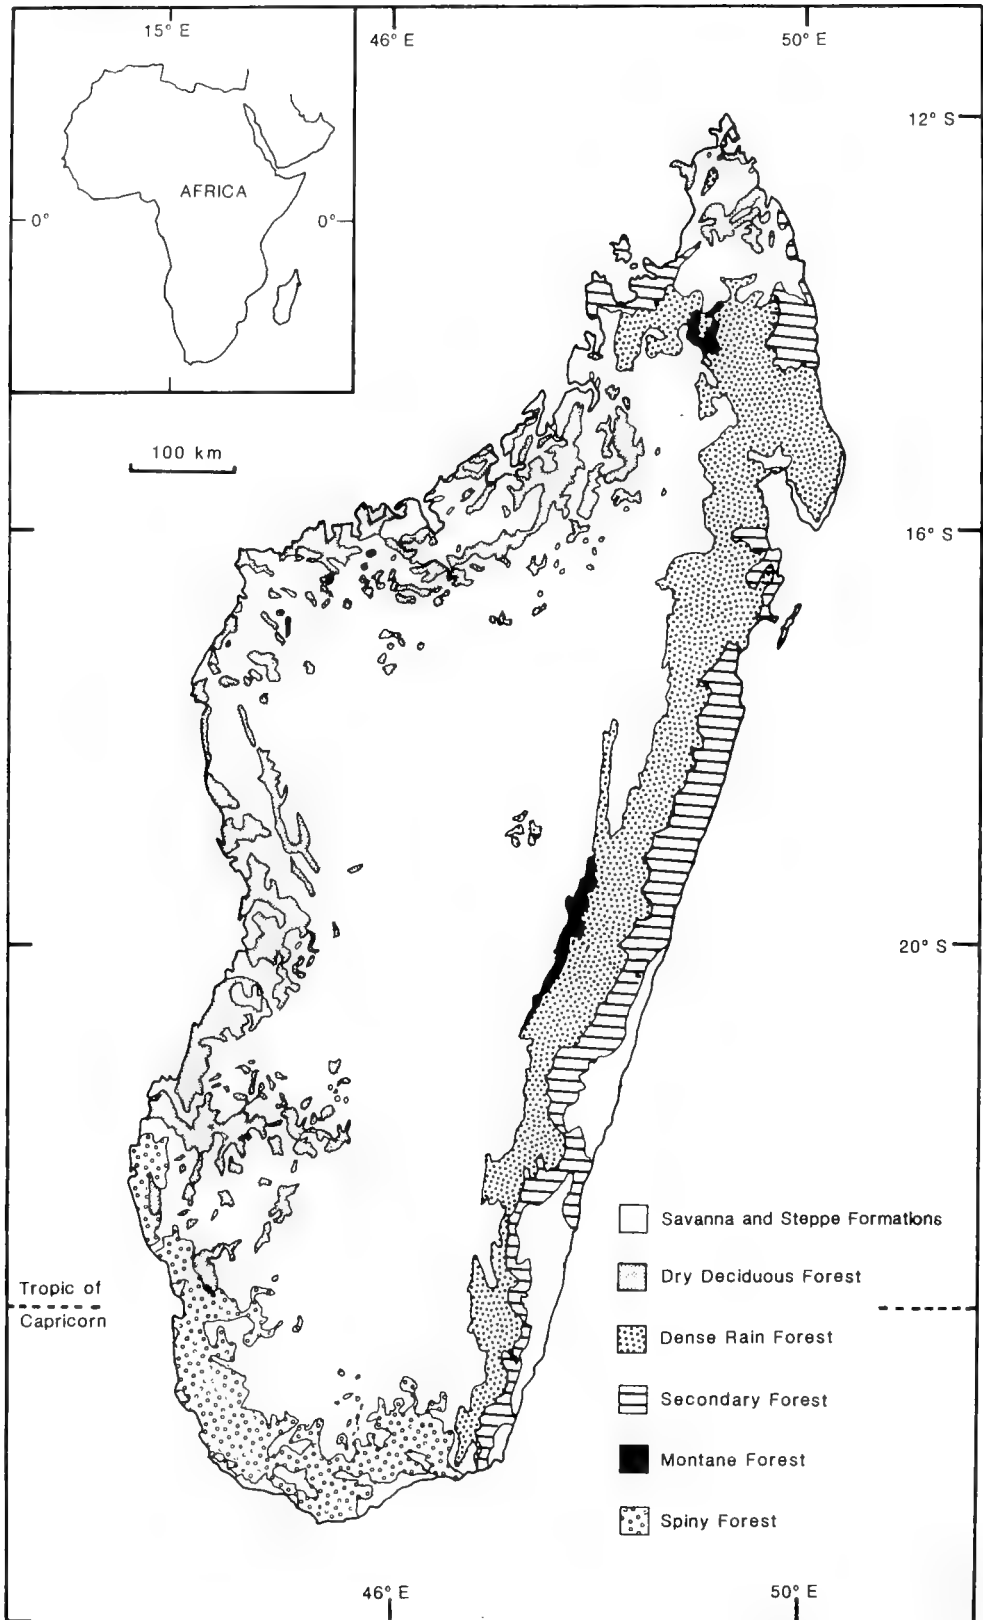 15° E
46° E
50° E
12° S
AFRICA
0°
0°
100 km
16° S
20° S
Savanna and Steppe Formations
Dry Deciduous Forest
Tropic of
Capricorn
Dense Rain Forest
Secondary Forest
Montane Forest
Spiny Forest
46° E
50° E